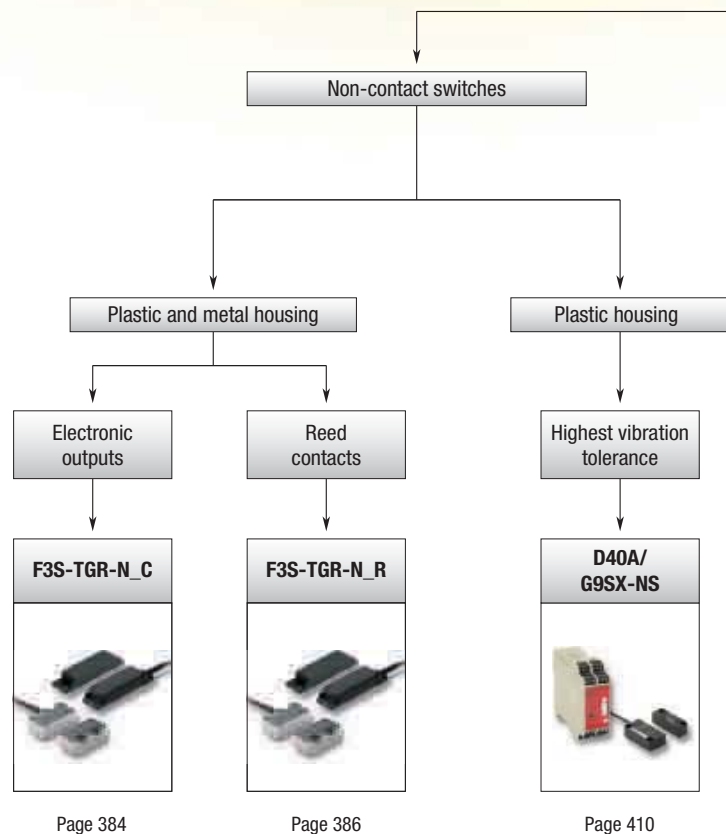 Non-contact switches
Plastic and metal housing
Plastic housing
Electronic
outputs
Reed
contacts
Highest vibration
tolerance
F3S-TGR-N_C
F3S-TGR-N_R
D40A/
G9SX-NS
Page 384
Page 386
Page 410